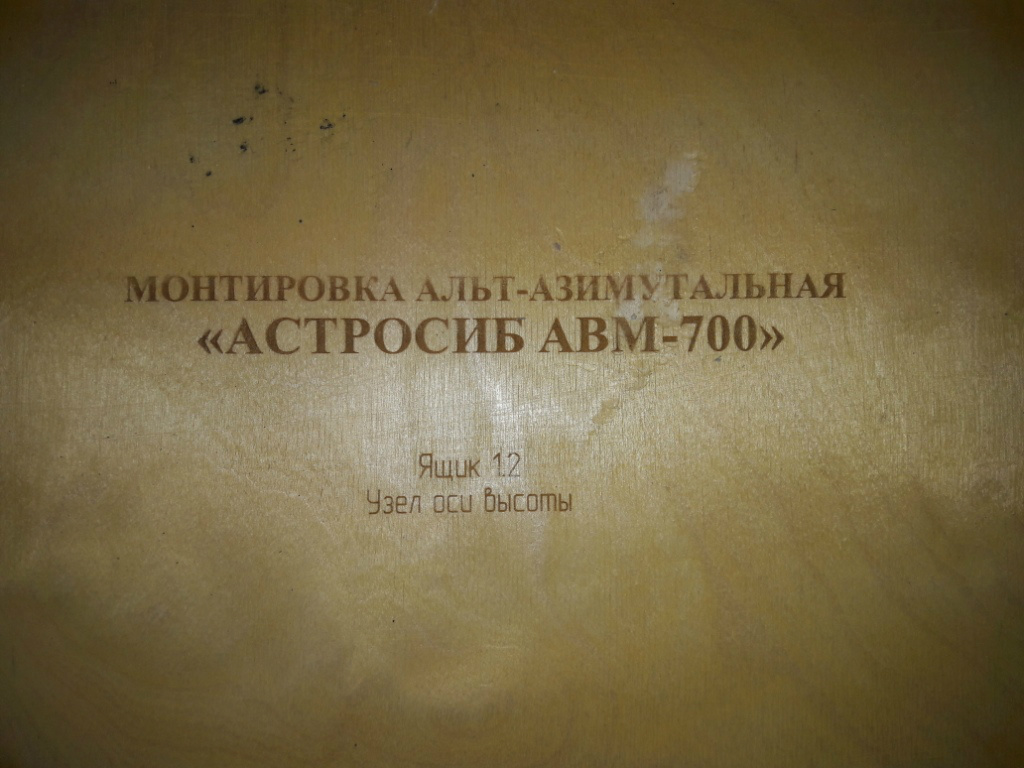 МОНТИРОВКА АЛЬТ-АЗИМУТАЛЬНАЯ
«АСТРОСИБ АВМ-700»
Ящик 1.2
Узел оси высоты